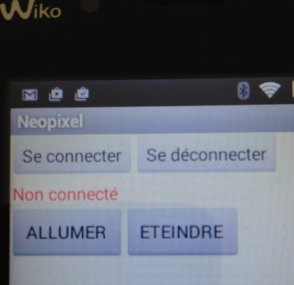 Wiko
Neopixel
Se connecter Se déconnecter
Non connecté
ALLUMER ETEINDRE